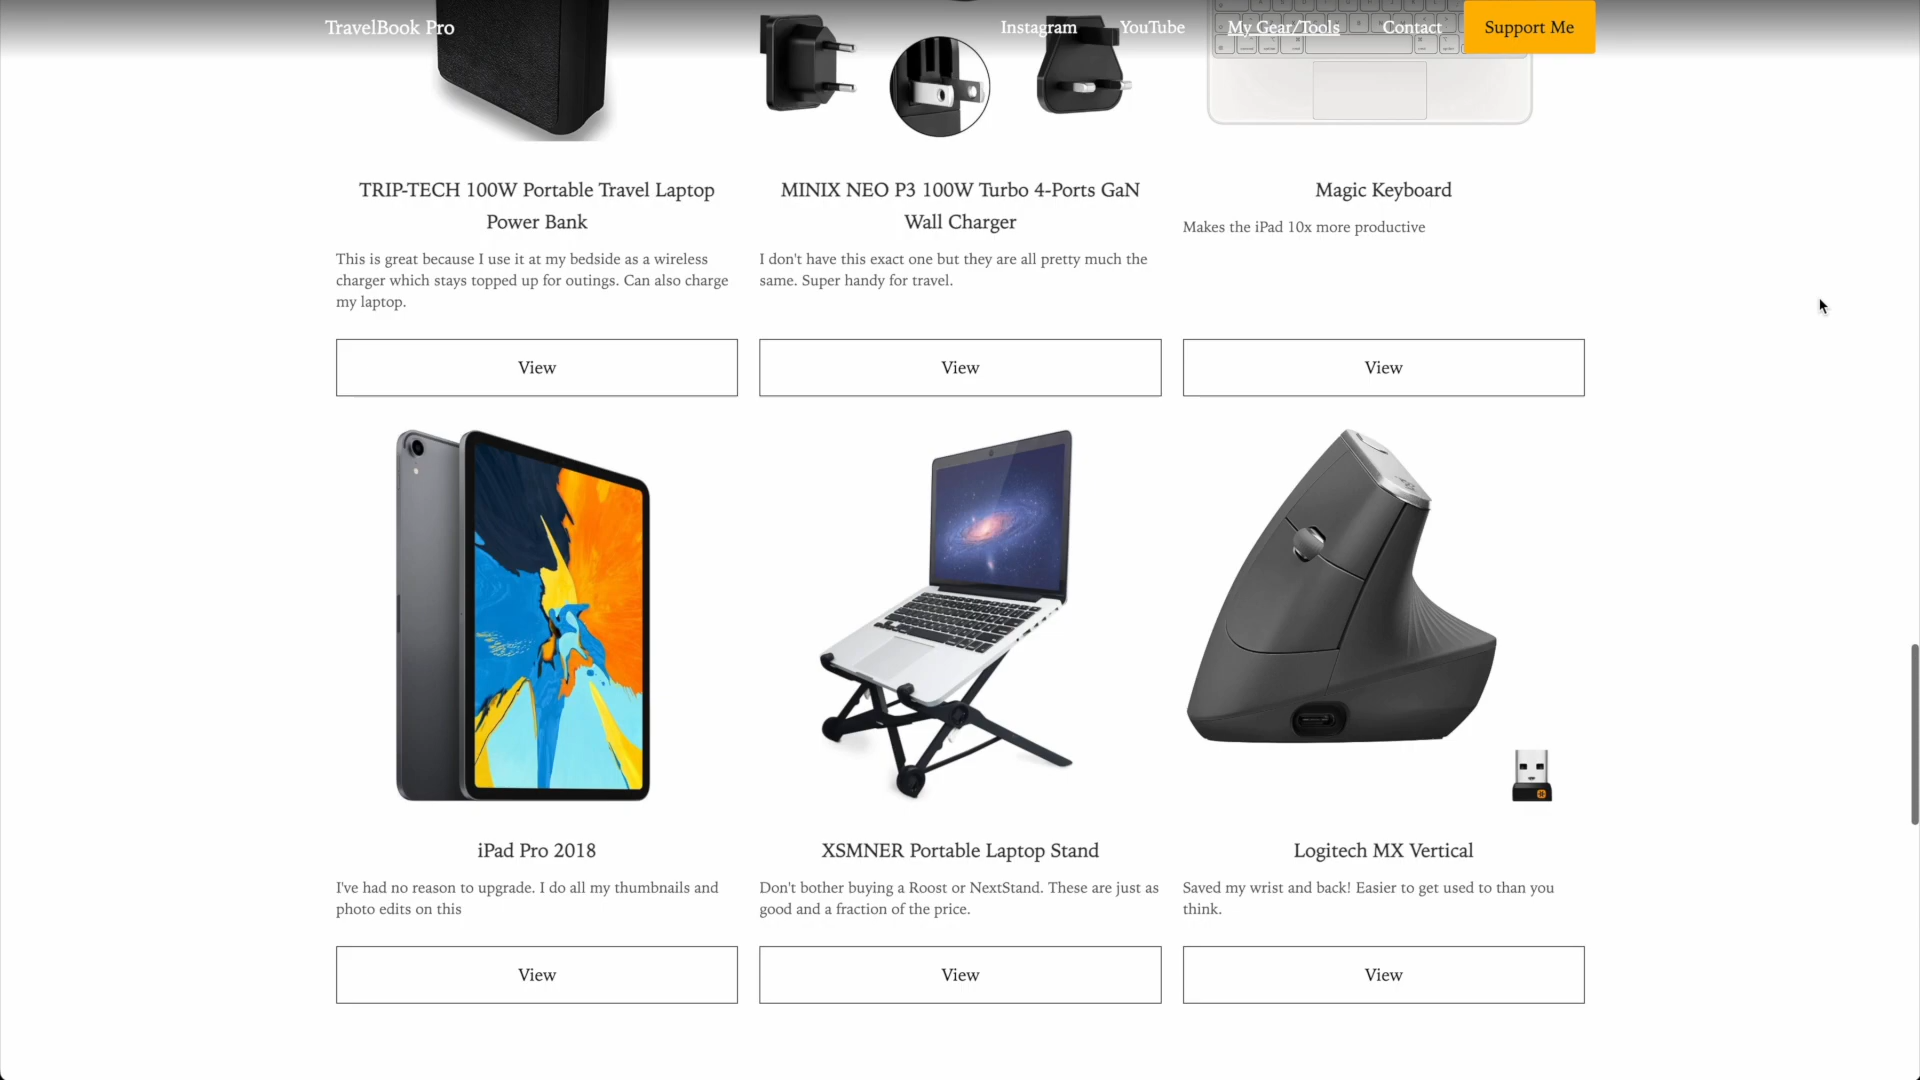 TravelBook Pro
Instagram
YouTube
My Gear/Tools
Contact
Support Me
TRIP-TECH 100W Portable Travel Laptop
Power Bank
This is great because I use it at my bedside as a wireless
charger which stays topped up for outings. Can also charge
my laptop.
View
MINIX NEO P3 100W Turbo 4-Ports GaN
Wall Charger
I don't have this exact one but they are all pretty much the
same. Super handy for travel.
View
Magic Keyboard
Makes the iPad 10x more productive
View
iPad Pro 2018
I've had no reason to upgrade. I do all my thumbnails and
photo edits on this
View
XSMNER Portable Laptop Stand
Don't bother buying a Roost or NextStand. These are just as
good and a fraction of the price.
View
Logitech MX Vertical
Saved my wrist and back! Easier to get used to than you
think.
View